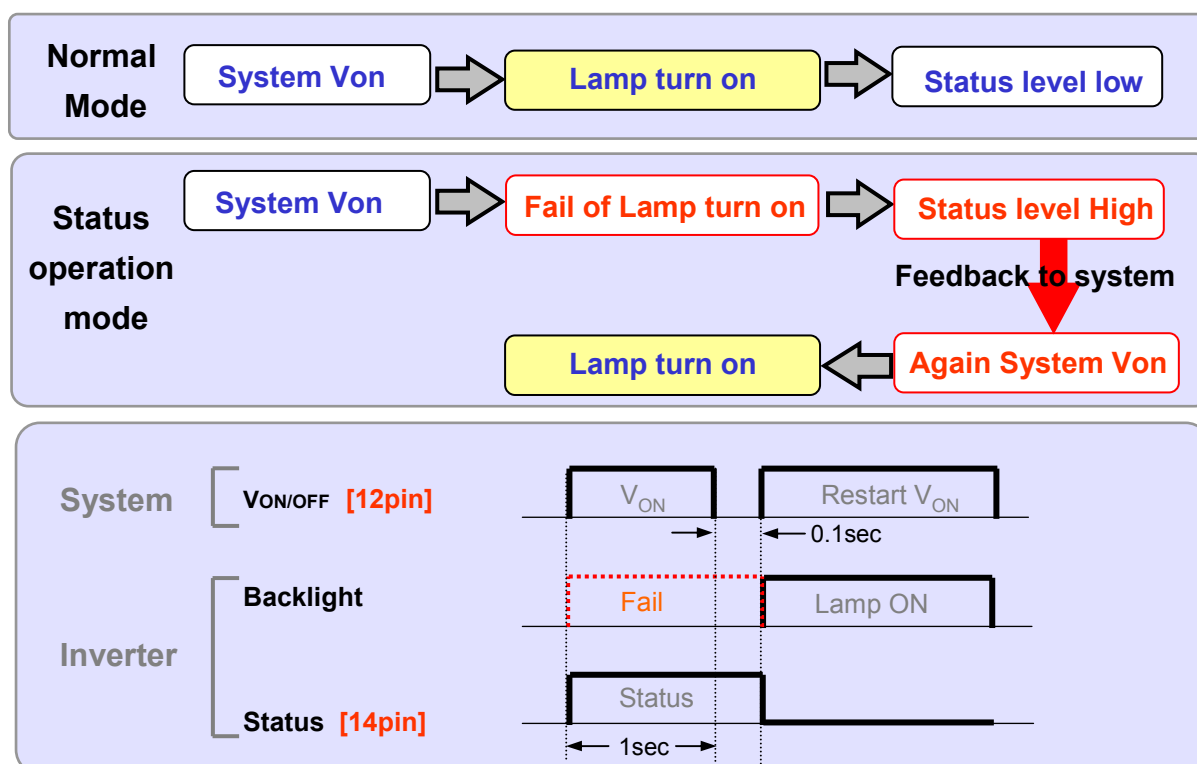 Normal
Mode
System Von
Lamp turn on
Status level low
Status
operation
mode
System Von
Fail of Lamp turn on
Status level High
Feedback to system
Lamp turn on
Again System Von
System
VON/OFF [12pin]
VON
Restart VON
0.1sec
Inverter
Backlight
Fail
Lamp ON
Status [14pin]
Status
1sec